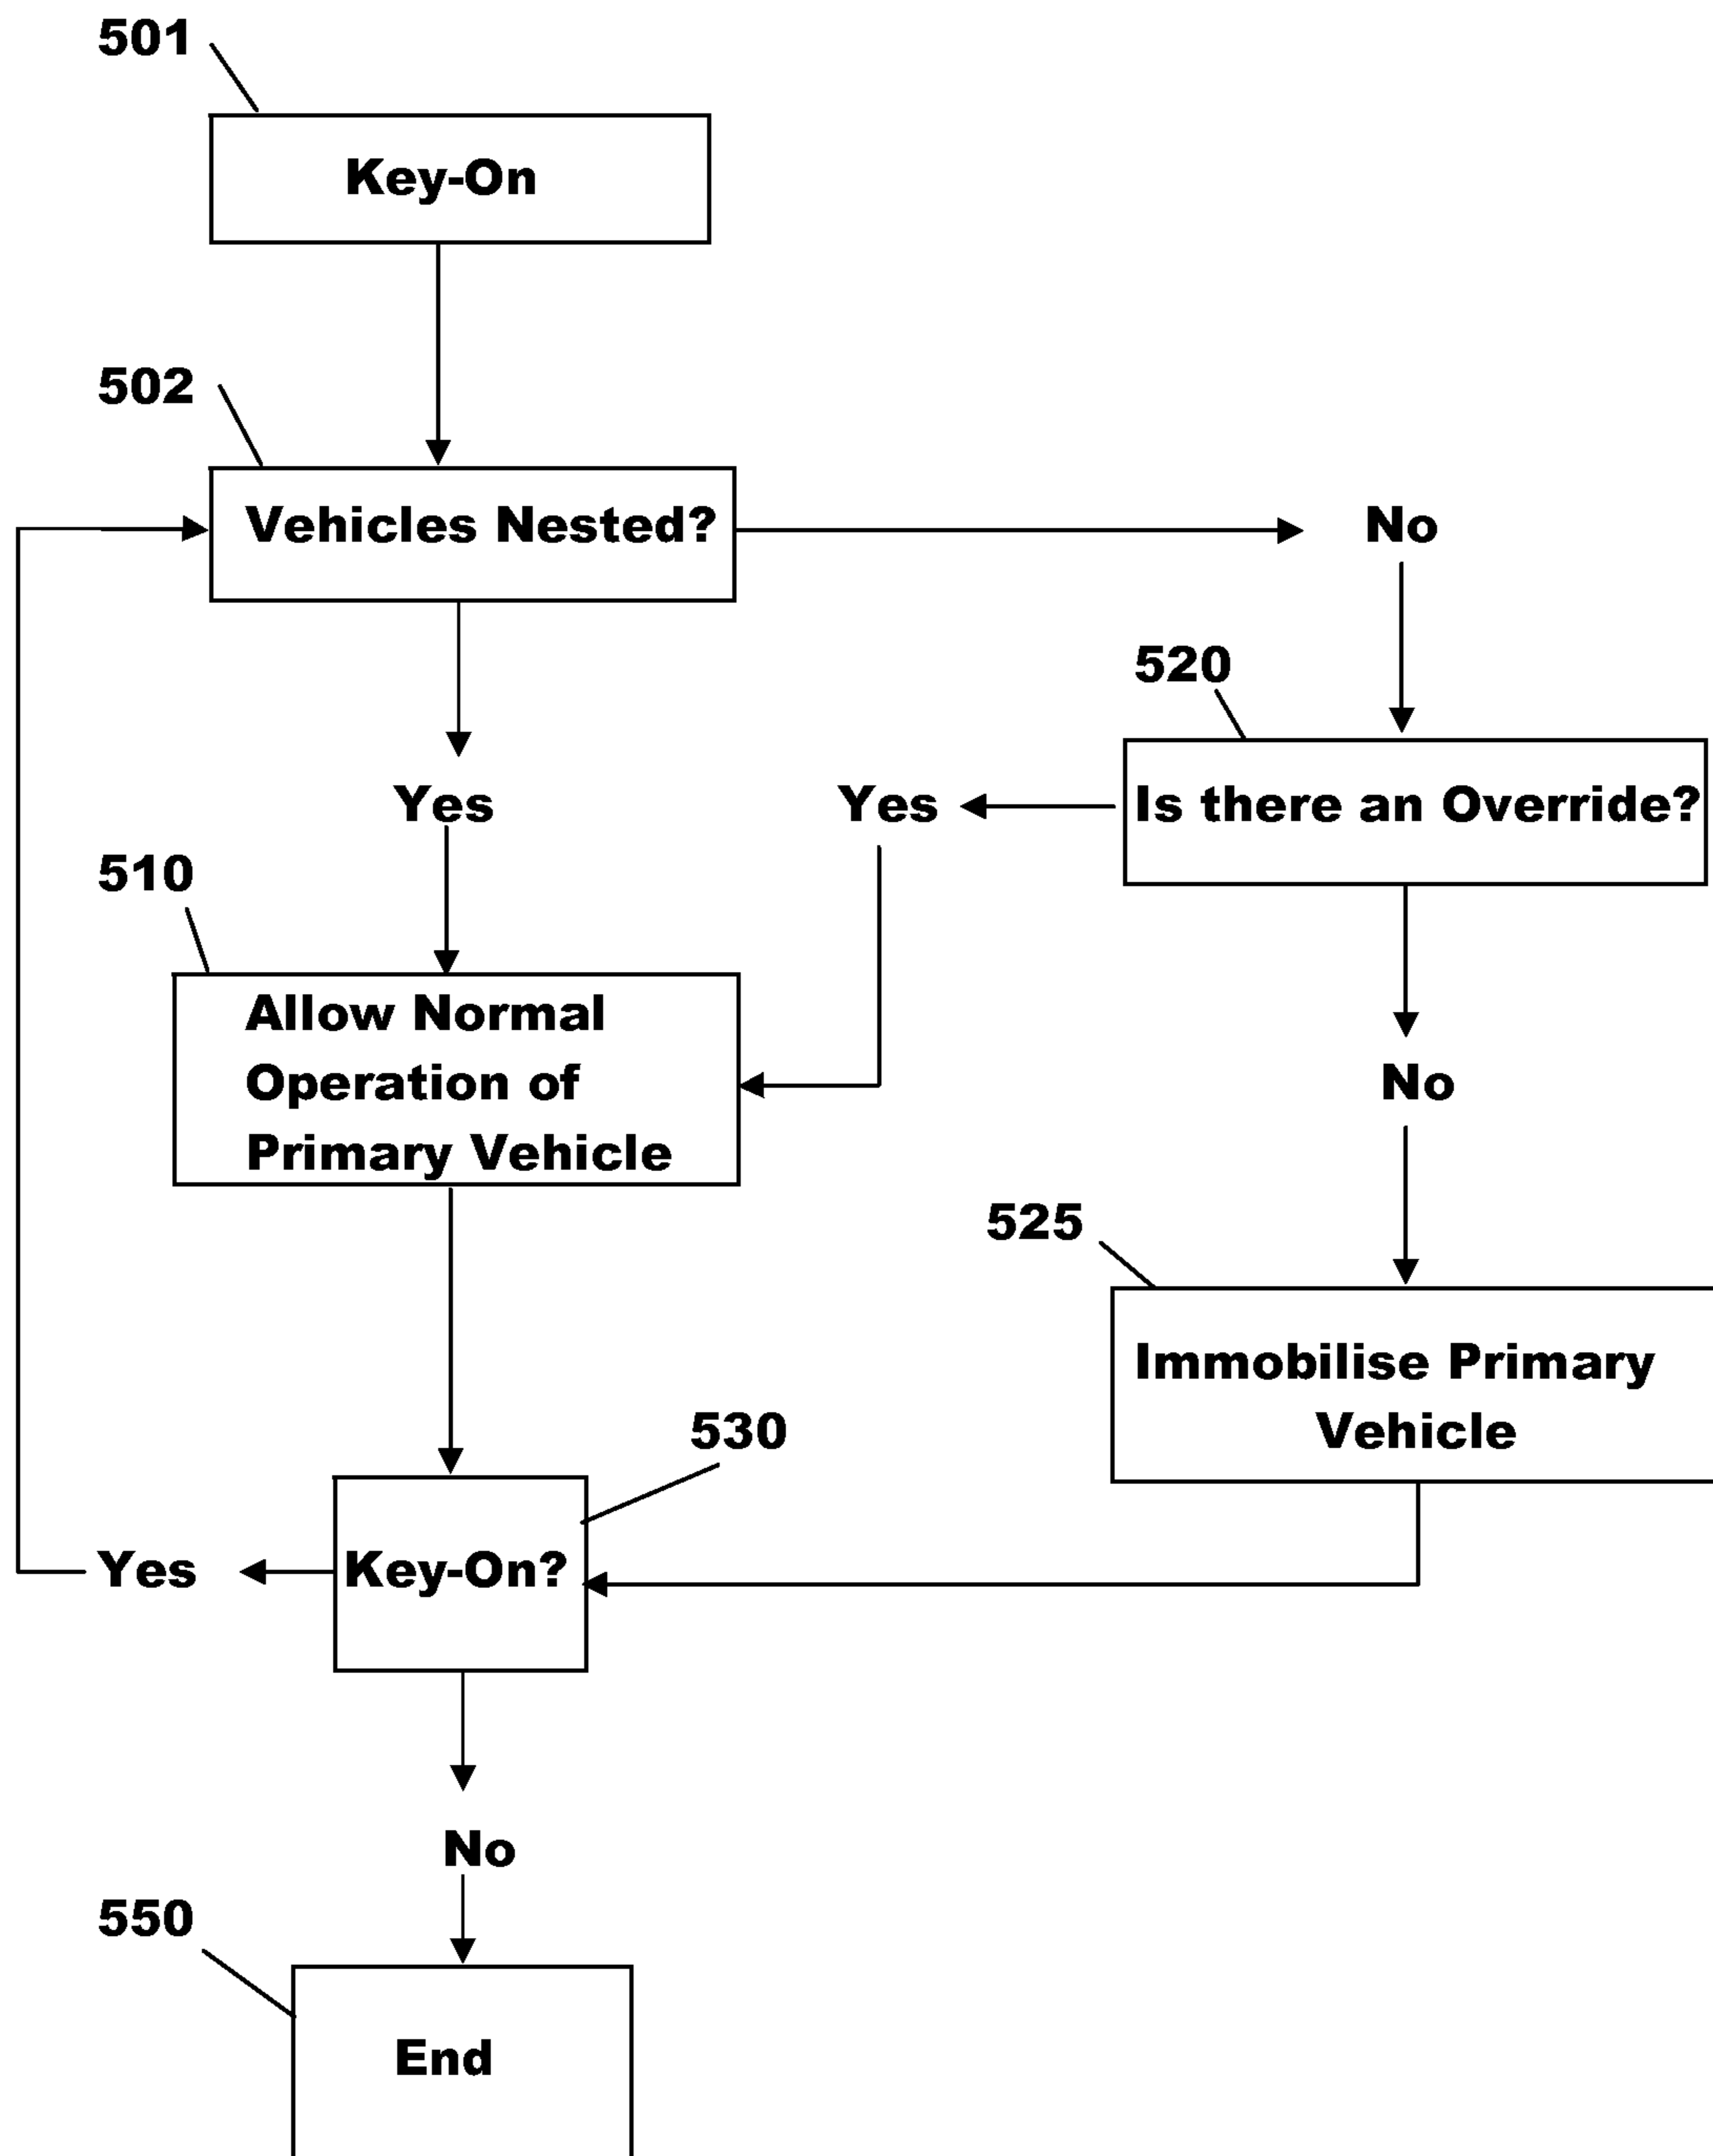 501
Key-On
502
Vehicles Nested?
No
520
Yes
Yes
Is there an Override?
510
Allow Normal
Operation of
Primary Vehicle
No
525
Immobilise Primary
Vehicle
530
Yes
Key-On?
No
550
End